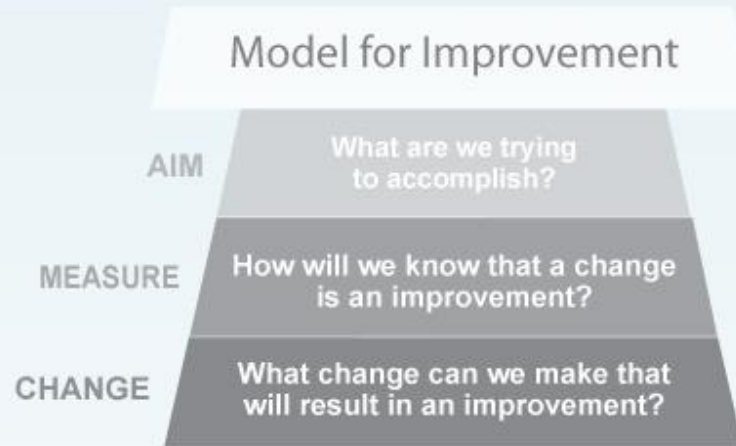 Model for Improvement
AIM
What are we trying
to accomplish?
MEASURE
How will we know that a change
is an improvement?
CHANGE
What change can we make that
will result in an improvement?